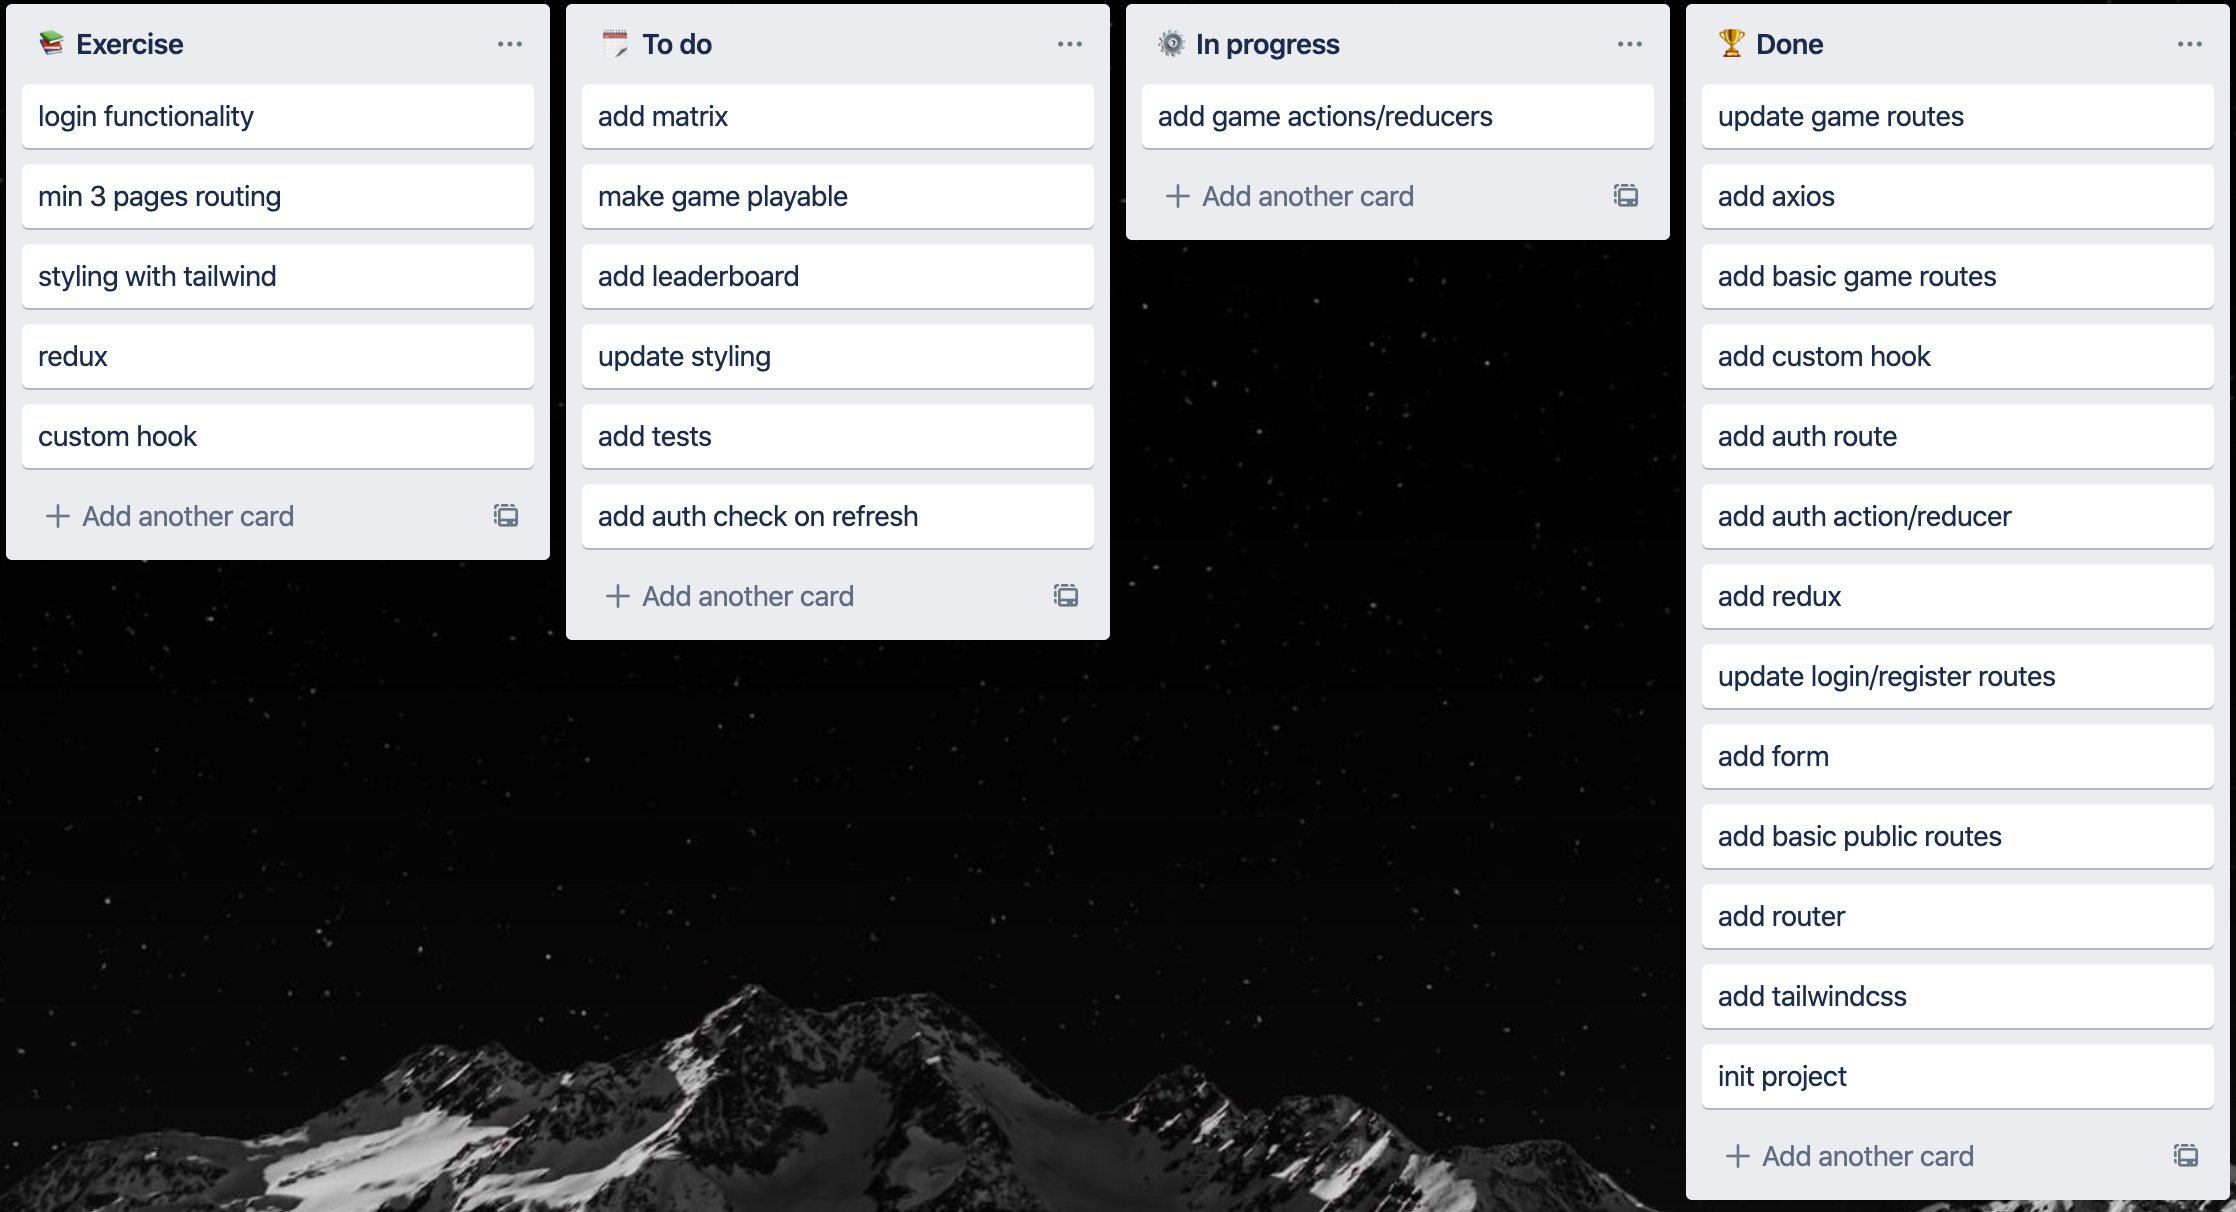 Exercise
login functionality
min 3 pages routing
styling with tailwind
redux
custom hook
Add another card
To do
add matrix
make game playable
add leaderboard
update styling
add tests
add auth check on refresh
Add another card
In progress
add game actions/reducers
Add another card
Done
update game routes
add axios
add basic game routes
add custom hook
add auth route
add auth action/reducer
add redux
update login/register routes
add form
add basic public routes
add router
add tailwindcss
init project
Add another card